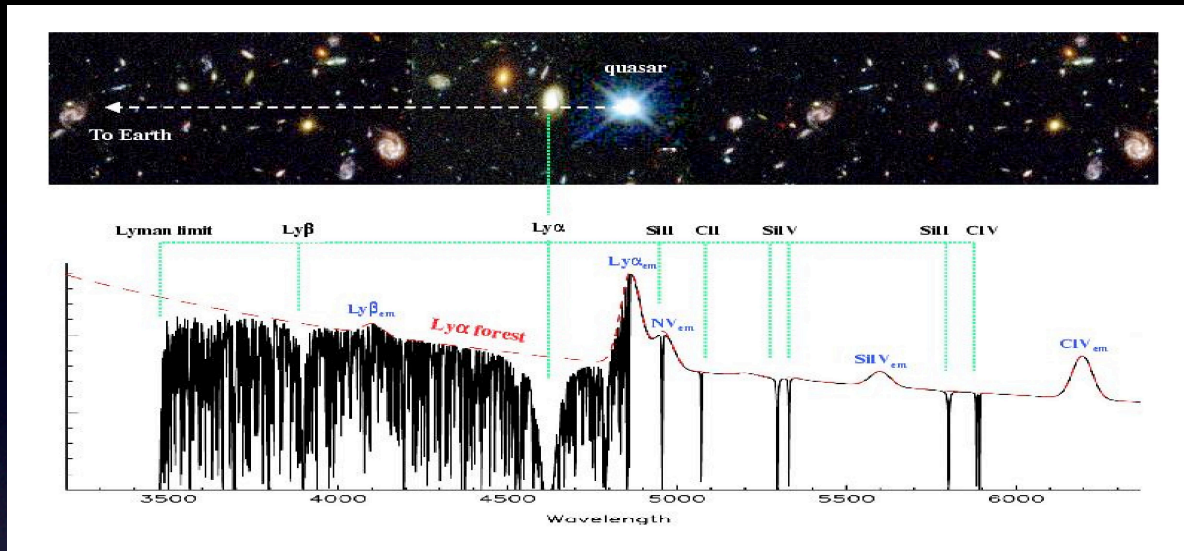 quasar
To Earth
Lyman limit Lyβ Lyα SiII CII SiIV SiII CIV
Lyαem
Lyβem
Lyα forest
NVem
SiIVem
CIVem
3500 4000 4500 5000 5500 6000
Wavelength